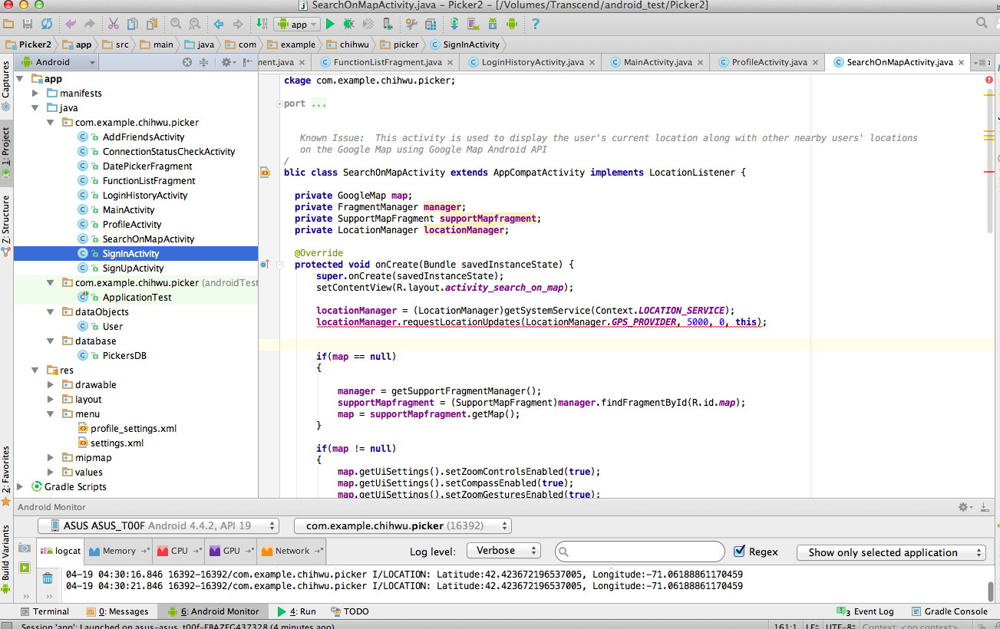 SearchOnMapActivity.java - Picker2 - [/Volumes/Transcend/android_test/Picker2]
app
Picker2 app src main java com example chihwu picker SearchOnMapActivity
Android
ment.java FunctionListFragment.java LoginHistoryActivity.java MainActivity.java ProfileActivity.java SearchOnMapActivity.java 3
Captures
1: Project
Z: Structure
2: Favorites
Build Variants
app
manifests
java
com.example.chihwu.picker
AddFriendsActivity
ConnectionStatusCheckActivity
DatePickerFragment
FunctionListFragment
LoginHistoryActivity
MainActivity
ProfileActivity
SearchOnMapActivity
SignInActivity
SignUpActivity
com.example.chihwu.picker (androidTest
ApplicationTest
dataObjects
User
database
PickersDB
res
drawable
layout
menu
profile_settings.xml
settings.xml
mipmap
values
Gradle Scripts
ckage com.example.chihwu.picker;
port ...
Known Issue: This activity is used to display the user's current location along with other nearby users' locations
on the Google Map using Google Map Android API
/
blic class SearchOnMapActivity extends AppCompatActivity implements LocationListener {
private GoogleMap map;
private FragmentManager manager;
private SupportMapFragment supportMapfragment;
private LocationManager locationManager;
@Override
protected void onCreate(Bundle savedInstanceState) {
super.onCreate(savedInstanceState);
setContentView(R.layout.activity_search_on_map);
locationManager = (LocationManager)getSystemService(Context.LOCATION_SERVICE);
locationManager.requestLocationUpdates(LocationManager.GPS_PROVIDER, 5000, 0, this);
if(map == null)
{
manager = getSupportFragmentManager();
supportMapfragment = (SupportMapFragment)manager.findFragmentById(R.id.map);
map = supportMapfragment.getMap();
}
if(map != null)
{
map.getUiSettings().setZoomControlsEnabled(true);
map.getUiSettings().setCompassEnabled(true);
map.getUiSettings().setZoomGesturesEnabled(true);
Android Monitor
ASUS ASUS_T00F Android 4.4.2, API 19 com.example.chihwu.picker (16392)
logcat Memory CPU GPU Network Log level: Verbose Regex Show only selected application
04-19 04:30:16.846 16392-16392/com.example.chihwu.picker I/LOCATION: Latitude:42.423672196537005, Longitude:-71.06188861170459
04-19 04:30:21.846 16392-16392/com.example.chihwu.picker I/LOCATION: Latitude:42.423672196537005, Longitude:-71.06188861170459
Terminal 0: Messages 6: Android Monitor 4: Run TODO 3 Event Log Gradle Console
Session 'app': Launched on asus-asus_t00f-EBAZFG437328 (4 minutes ago) 161:1 LF UTF-8 Context: <no context>